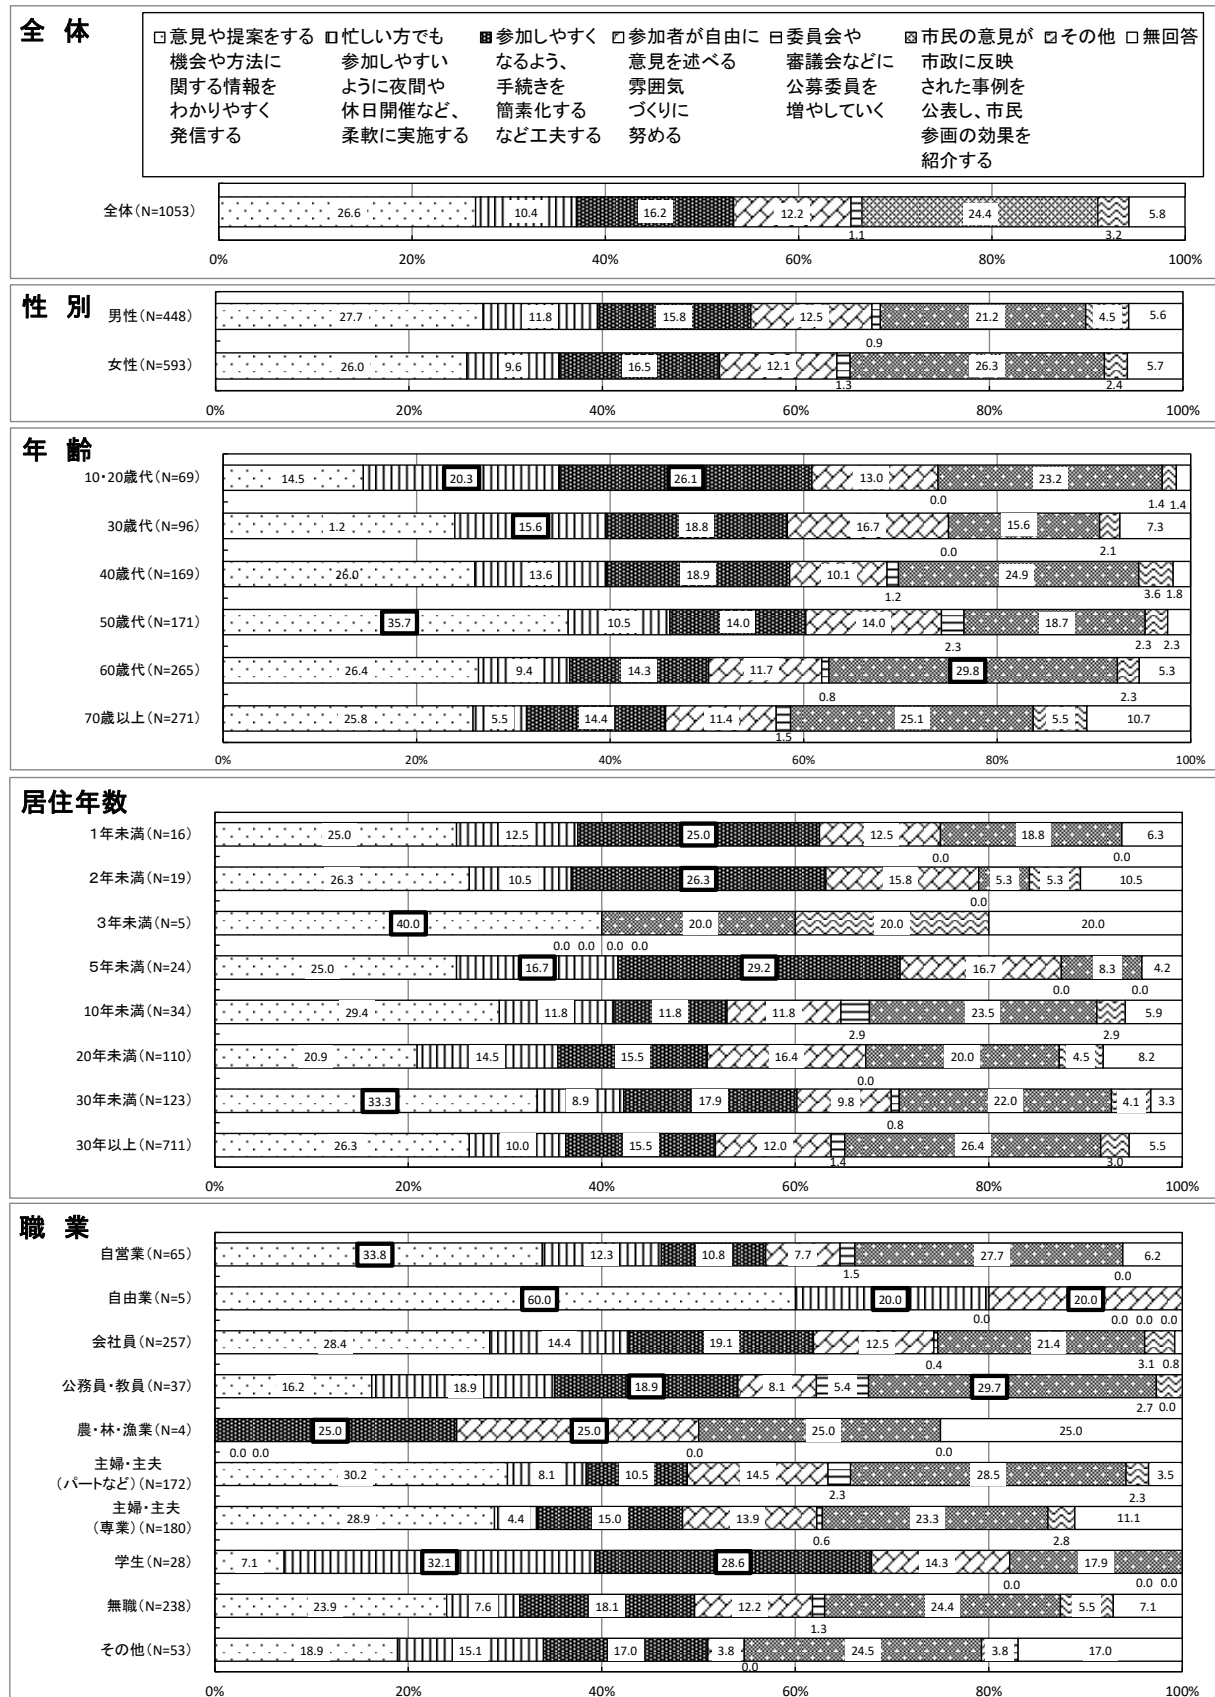 全 体
意見や提案をする 忙しい方でも 参加しやすく 参加者が自由に 委員会や 市民の意見が その他 無回答
機会や方法に 参加しやすい なるよう、 意見を述べる 審議会などに 市政に反映
関する情報を ように夜間や 手続きを 雰囲気 公募委員を された事例を
わかりやすく 休日開催など、 簡素化する づくりに 増やしていく 公表し、市民
発信する 柔軟に実施する など工夫する 努める 参画の効果を
紹介する
全体(N=1053) 26.6 10.4 16.2 12.2 24.4 5.8
1.1 3.2
0% 20% 40% 60% 80% 100%
性 別
男性(N=448) 27.7 11.8 15.8 12.5 21.2 4.5 5.6
0.9
女性(N=593) 26.0 9.6 16.5 12.1 26.3 5.7
1.3 2.4
0% 20% 40% 60% 80% 100%
年 齢
10・20歳代(N=69) 14.5 20.3 26.1 13.0 23.2
0.0 1.4 1.4
30歳代(N=96) 1.2 15.6 18.8 16.7 15.6 7.3
0.0 2.1
40歳代(N=169) 26.0 13.6 18.9 10.1 24.9
1.2 3.6 1.8
50歳代(N=171) 35.7 10.5 14.0 14.0 18.7
2.3 2.3 2.3
60歳代(N=265) 26.4 9.4 14.3 11.7 29.8 5.3
0.8 2.3
70歳以上(N=271) 25.8 5.5 14.4 11.4 25.1 5.5 10.7
1.5
0% 20% 40% 60% 80% 100%
居住年数
1年未満(N=16) 25.0 12.5 25.0 12.5 18.8 6.3
0.0 0.0
2年未満(N=19) 26.3 10.5 26.3 15.8 5.3 5.3 10.5
0.0
3年未満(N=5) 40.0 20.0 20.0 20.0
0.0 0.0 0.0 0.0
5年未満(N=24) 25.0 16.7 29.2 16.7 8.3 4.2
0.0 0.0
10年未満(N=34) 29.4 11.8 11.8 11.8 23.5 5.9
2.9 2.9
20年未満(N=110) 20.9 14.5 15.5 16.4 20.0 4.5 8.2
0.0
30年未満(N=123) 33.3 8.9 17.9 9.8 22.0 4.1 3.3
0.8
30年以上(N=711) 26.3 10.0 15.5 12.0 26.4 5.5
1.4 3.0
0% 20% 40% 60% 80% 100%
職 業
自営業(N=65) 33.8 12.3 10.8 7.7 27.7 6.2
1.5 0.0
自由業(N=5) 60.0 20.0 20.0
0.0 0.0 0.0 0.0
会社員(N=257) 28.4 14.4 19.1 12.5 21.4
0.4 3.1 0.8
公務員・教員(N=37) 16.2 18.9 18.9 8.1 5.4 29.7
2.7 0.0
農・林・漁業(N=4) 25.0 25.0 25.0 25.0
0.0 0.0 0.0 0.0
主婦・主夫
(パートなど)(N=172) 30.2 8.1 10.5 14.5 28.5 3.5
2.3 2.3
主婦・主夫
(専業)(N=180) 28.9 4.4 15.0 13.9 23.3 11.1
0.6 2.8
学生(N=28) 7.1 32.1 28.6 14.3 17.9
0.0 0.0 0.0
無職(N=238) 23.9 7.6 18.1 12.2 24.4 5.5 7.1
1.3
その他(N=53) 18.9 15.1 17.0 3.8 24.5 3.8 17.0
0.0
0% 20% 40% 60% 80% 100%